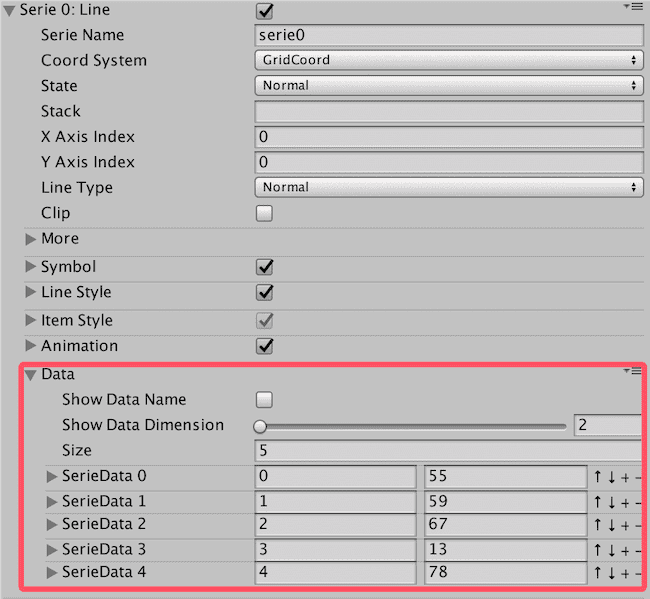 Serie 0: Line
Serie Name serie0
Coord System GridCoord
State Normal
Stack
X Axis Index 0
Y Axis Index 0
Line Type Normal
Clip
More
Symbol
Line Style
Item Style
Animation
Data
Show Data Name
Show Data Dimension 2
Size 5
SerieData 0 0 55 ↑ ↓ + -
SerieData 1 1 59 ↑ ↓ + -
SerieData 2 2 67 ↑ ↓ + -
SerieData 3 3 13 ↑ ↓ + -
SerieData 4 4 78 ↑ ↓ + -